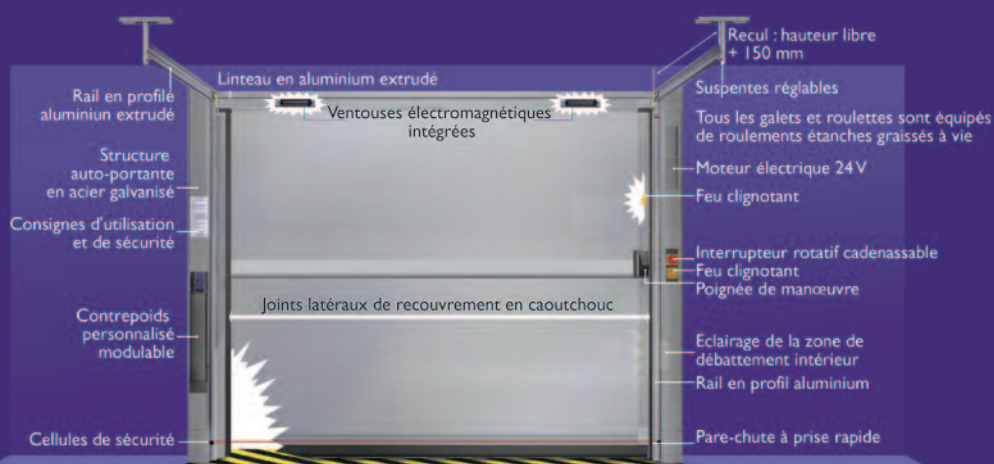 Recul : hauteur libre
+ 150 mm
Linteau en aluminium extrudé
Suspentes réglables
Rail en profilé
aluminiun extrudé
Ventouses électromagnétiques
intégrées
Tous les galets et roulettes sont équipés
de roulements étanches graissés à vie
Structure
auto-portante
en acier galvanisé
Moteur électrique 24 V
Feu clignotant
Consignes d'utilisation
et de sécurité
Interrupteur rotatif cadenassable
Feu clignotant
Poignée de manœuvre
Joints latéraux de recouvrement en caoutchouc
Contrepoids
personnalisé
modulable
Eclairage de la zone de
débattement intérieur
Rail en profil aluminium
Cellules de sécurité
Pare-chute à prise rapide